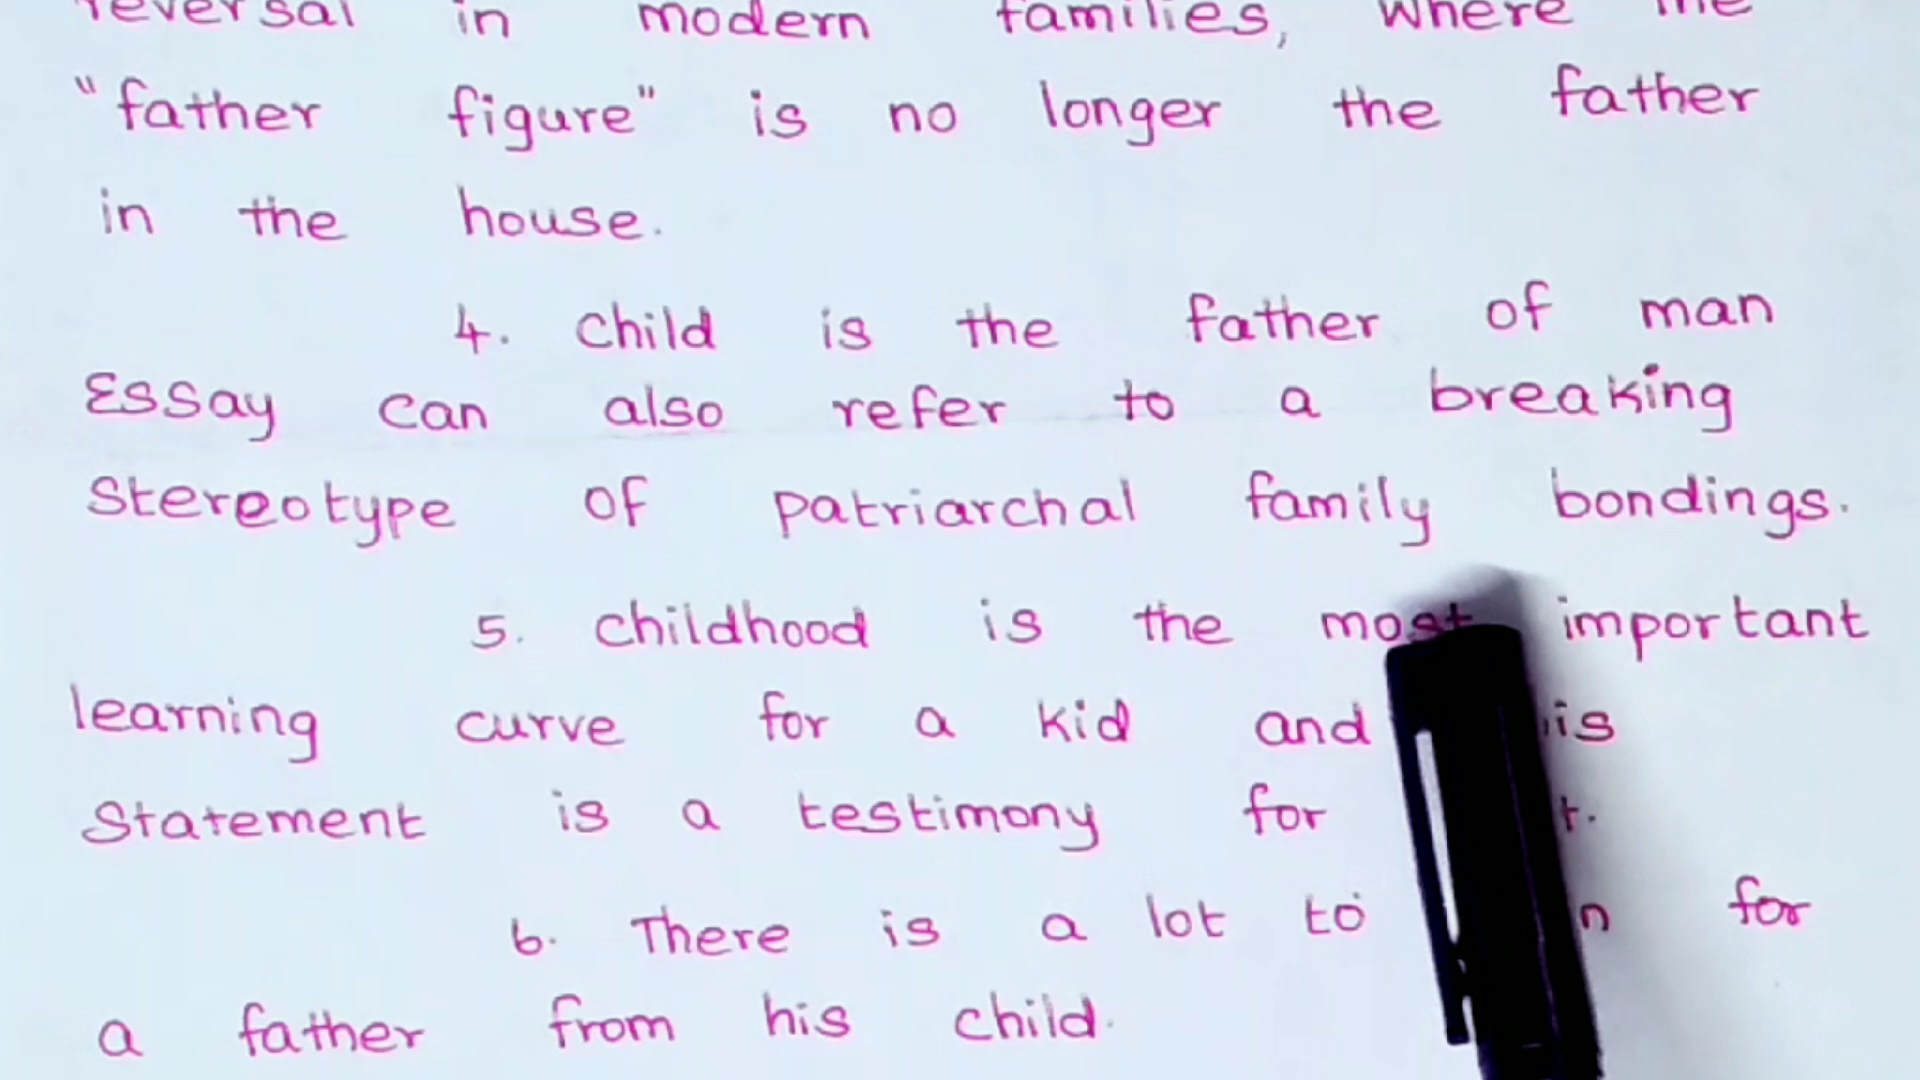 reversal in modern families, where the
"father figure" is no longer the father
in the house.
4. Child is the father of man
Essay can also refer to a breaking
Stereotype of patriarchal family bondings.
5. Childhood is the most important
learning curve for a kid and
Statement is a testimony for
6. There is a lot to for
a father from his child.